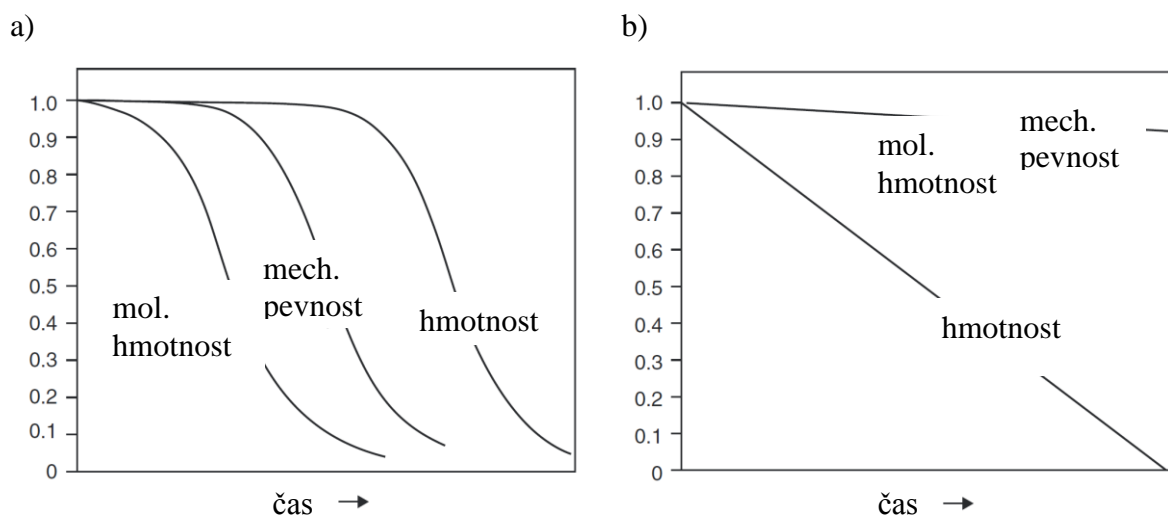 a)
1.0
0.9
0.8
0.7
0.6
0.5
0.4
0.3
0.2
0.1
0
mol.
hmotnost
mech.
pevnost
hmotnost
čas →
b)
1.0
0.9
0.8
0.7
0.6
0.5
0.4
0.3
0.2
0.1
0
mol.
hmotnost
mech.
pevnost
hmotnost
čas →